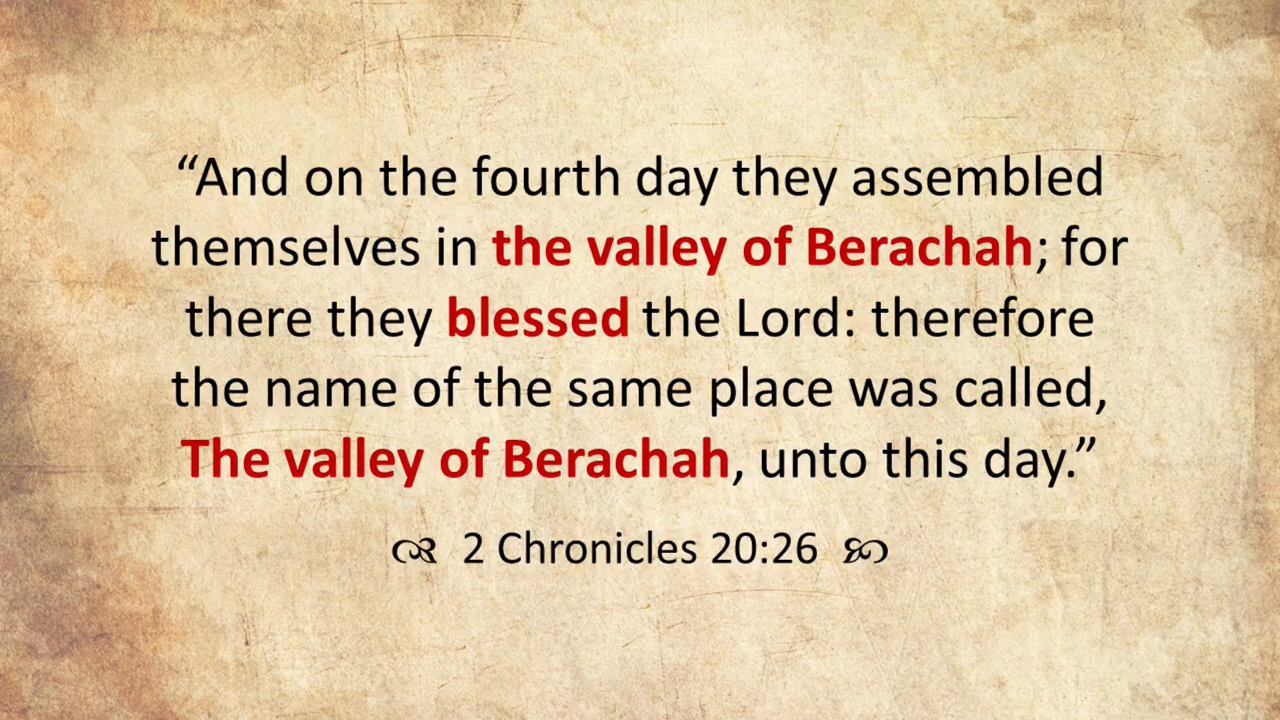 “And on the fourth day they assembled
themselves in the valley of Berachah; for
there they blessed the Lord: therefore
the name of the same place was called,
The valley of Berachah, unto this day.”
2 Chronicles 20:26